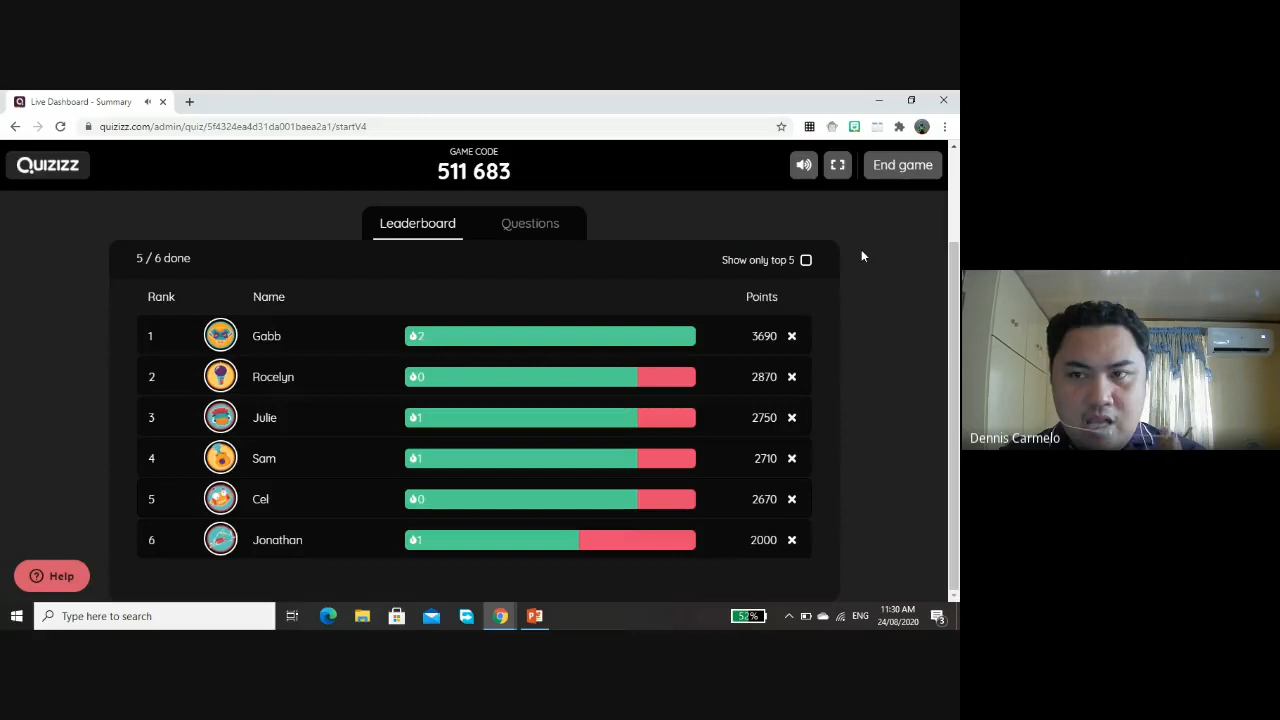 Live Dashboard - Summary
quizizz.com/admin/quiz/5f4324ea4d31da001baea2a1/startV4
QUIZIZZ
GAME CODE
511 683
End game
Leaderboard Questions
5 / 6 done
Show only top 5
Rank Name Points
1 Gabb 2 3690
2 Rocelyn 0 2870
3 Julie 1 2750
4 Sam 1 2710
5 Cel 0 2670
6 Jonathan 1 2000
Dennis Carmelo
Help
Type here to search
52%
ENG
11:30 AM
24/08/2020
3